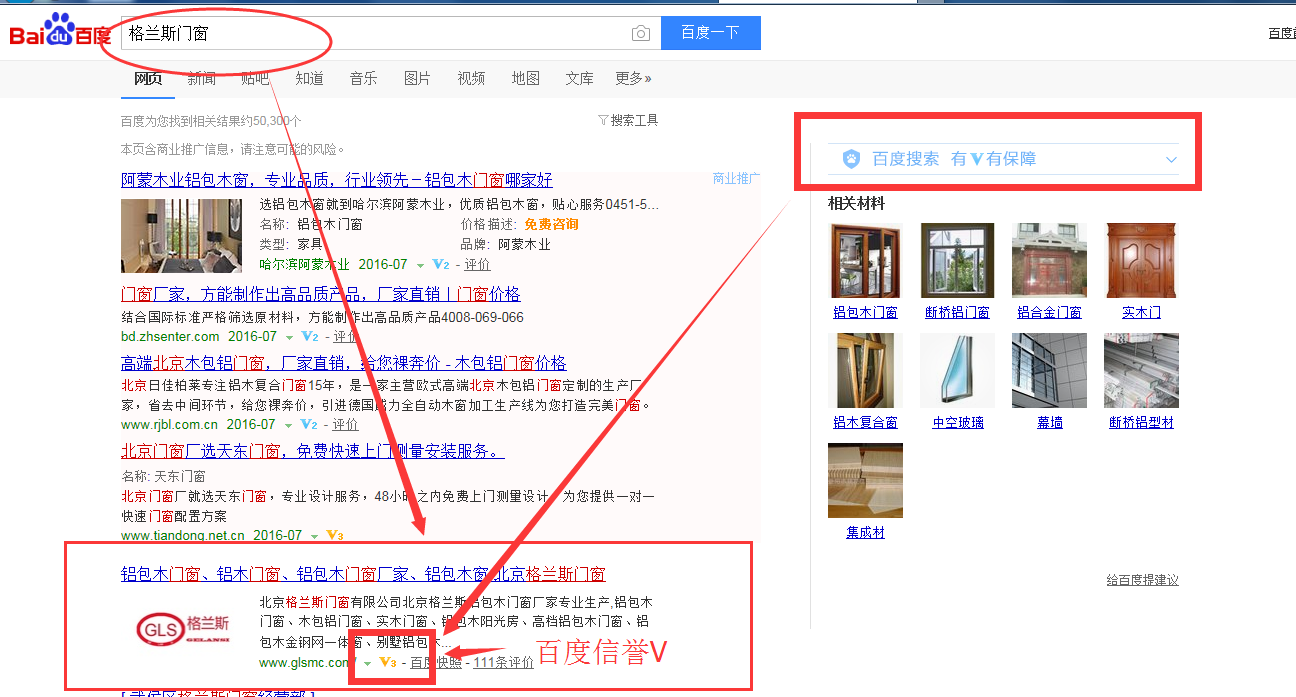 Bai du 百度
格兰斯门窗
百度一下
网页 新闻 贴吧 知道 音乐 图片 视频 地图 文库 更多»
百度为您找到相关结果约50,300个
搜索工具
本页含商业推广信息，请注意可能的风险。
阿蒙木业铝包木窗，专业品质，行业领先－铝包木门窗哪家好
商业推广
选铝包木窗就到哈尔滨阿蒙木业，优质铝包木窗，贴心服务0451-5...
名称: 铝包木门窗 价格描述: 免费咨询
类型: 家具 品牌: 阿蒙木业
哈尔滨阿蒙木业 2016-07 V2 - 评价
门窗厂家，方能制作出高品质产品，厂家直销｜门窗价格
结合国际标准严格筛选原材料，方能制作出高品质产品4008-069-066
bd.zhsenter.com 2016-07 V2 - 评价
高端北京木包铝门窗，厂家直销，给您裸奔价 - 木包铝门窗价格
北京日佳柏莱专注铝木复合门窗15年，是一家主营欧式高端北京木包铝门窗定制的生产厂
家，省去中间环节，给您裸奔价，引进德国威力全自动木窗加工生产线为您打造完美门窗。
www.rjbl.com.cn 2016-07 V2 - 评价
北京门窗厂选天东门窗，免费快速上门测量安装服务。
名称: 天东门窗
北京门窗厂就选天东门窗，专业设计服务，48小时之内免费上门测量设计，为您提供一对一
快速门窗配置方案
www.tiandong.net.cn 2016-07 V3
铝包木门窗、铝木门窗、铝包木门窗厂家、铝包木窗 北京格兰斯门窗
GLS 格兰斯
GELANSI
北京格兰斯门窗有限公司北京格兰斯铝包木门窗厂家专业生产,铝包木
门窗、木包铝门窗、实木门窗、铝包木阳光房、高档铝包木门窗、铝
包木金钢网一体窗、别墅铝包木...
www.glsmc.com/ V3 - 百度快照 - 111条评价
百度信誉V
百度搜索 有V有保障
相关材料
铝包木门窗 断桥铝门窗 铝合金门窗 实木门
铝木复合窗 中空玻璃 幕墙 断桥铝型材
集成材
给百度提建议